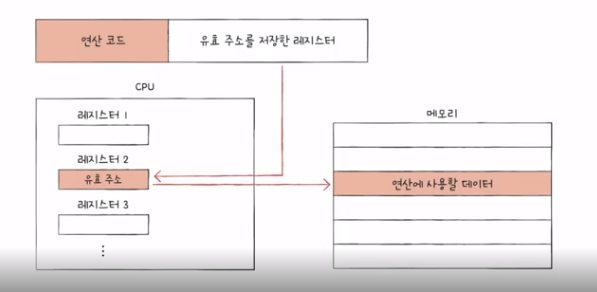 연산 코드
유효 주소를 저장한 레지스터
CPU
메모리
레지스터 1
레지스터 2
유효 주소
연산에 사용할 데이터
레지스터 3
⋮